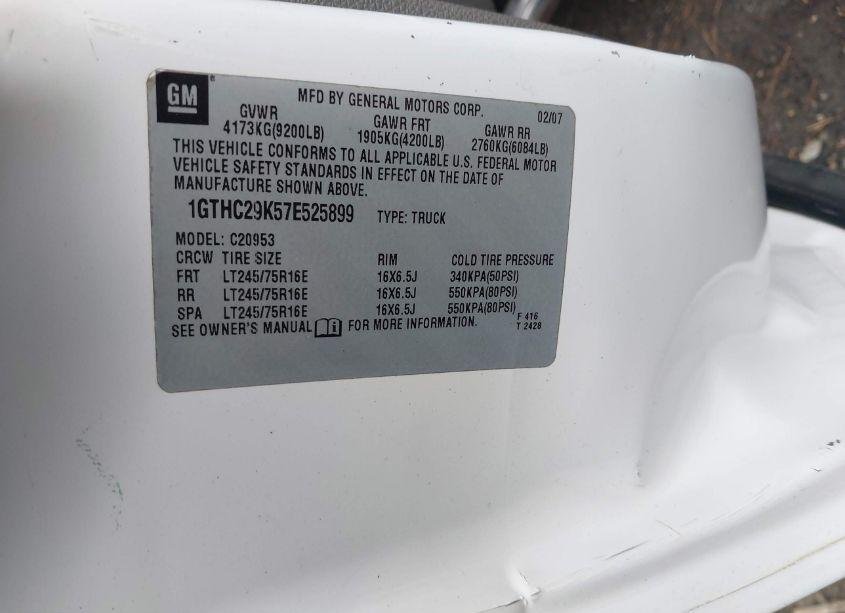 GM
MFD BY GENERAL MOTORS CORP. 02/07
GVWR GAWR FRT GAWR RR
4173KG(9200LB) 1905KG(4200LB) 2760KG(6084LB)
THIS VEHICLE CONFORMS TO ALL APPLICABLE U.S. FEDERAL MOTOR
VEHICLE SAFETY STANDARDS IN EFFECT ON THE DATE OF
MANUFACTURE SHOWN ABOVE.
1GTHC29K57E525899 TYPE: TRUCK
MODEL: C20953
CRCW TIRE SIZE RIM COLD TIRE PRESSURE
FRT LT245/75R16E 16X6.5J 340KPA(50PSI)
RR LT245/75R16E 16X6.5J 550KPA(80PSI)
SPA LT245/75R16E 16X6.5J 550KPA(80PSI)
SEE OWNER'S MANUAL i FOR MORE INFORMATION.
F 416
T 2428